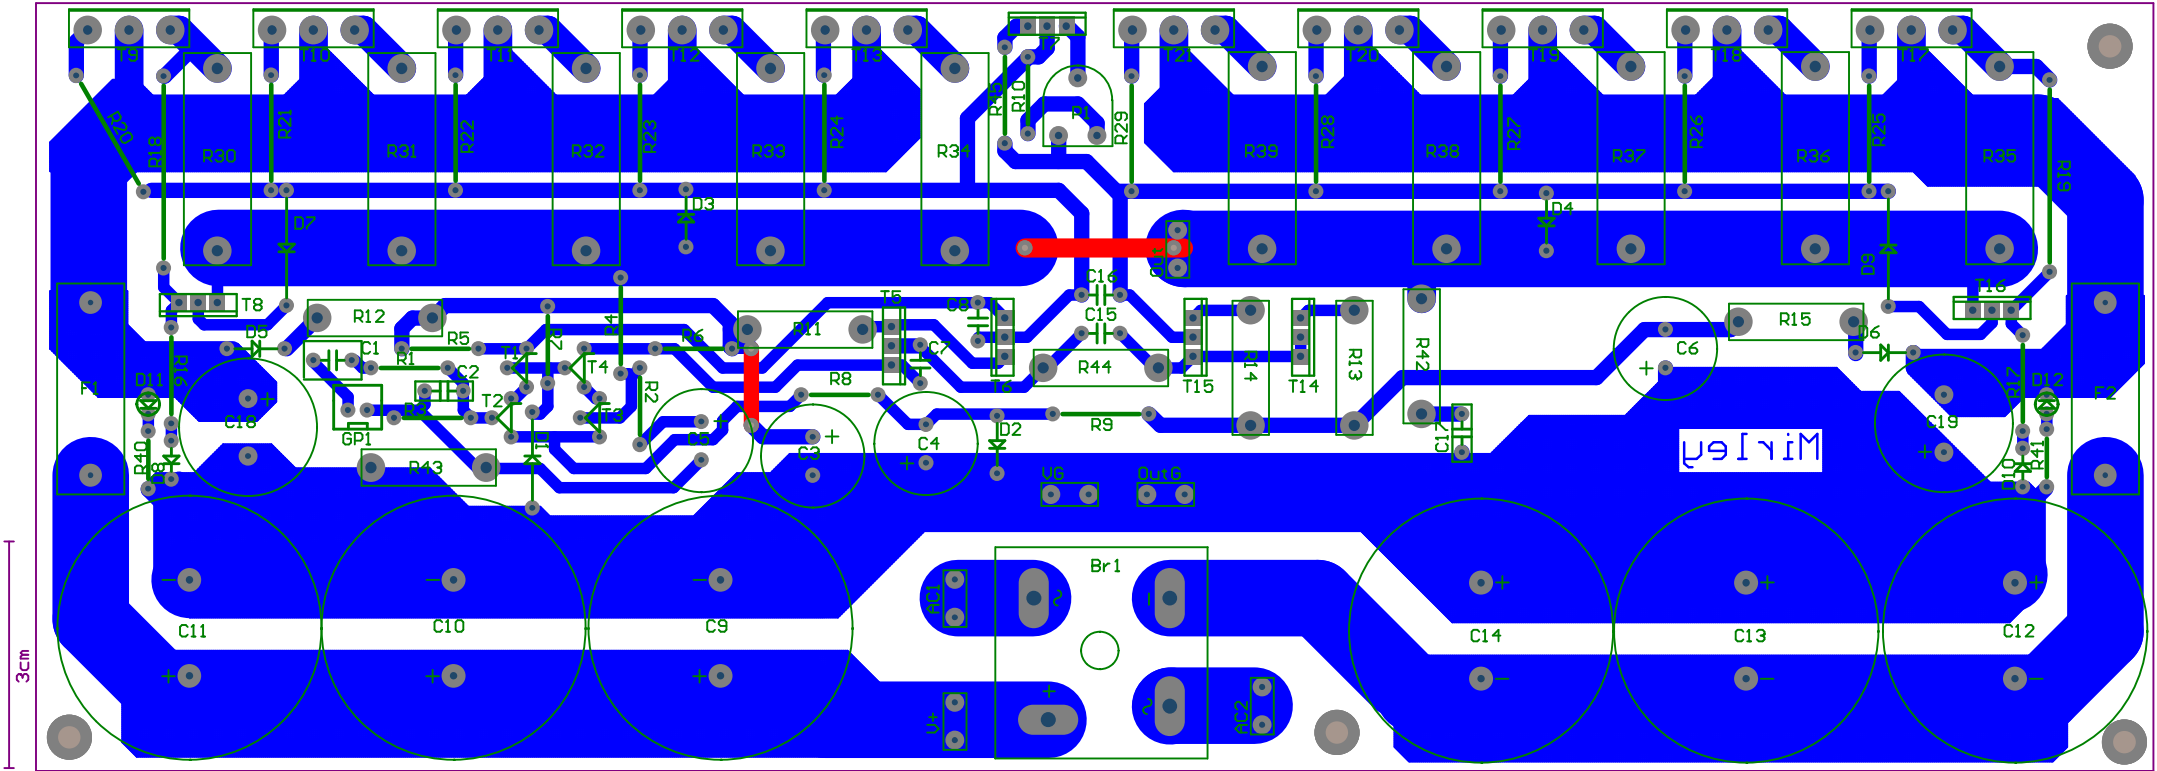 T9 T10 T11 T12 T13 T7 T21 T20 T19 T18 T17
R20 R18 R21 R22 R23 R24 R10 P1 R29 R28 R27 R26 R25
R30 R31 R32 R33 R34 R39 R38 R37 R36 R35 R19
D7 D3 D4 D9
OUT
T8 R12 R4 T5 C8 C16 T16
D5 R5 R7 R6 R11 C15 R15 D6
C1 R1 T1 T4 C7 R44 R14 R13 R42 C6
F1 D11 R16 C2 R2 R8 T6 T15 T14 R17 D12 F2
C18 T2 R3 T3 C5 C4 D2 R9 C17 C19
GP1 D1 C3 Mirley
R40 D8 R43 VG OutG D10 R41
Br1
AC1
C11 C10 C9 C14 C13 C12
3cm
V+ AC2